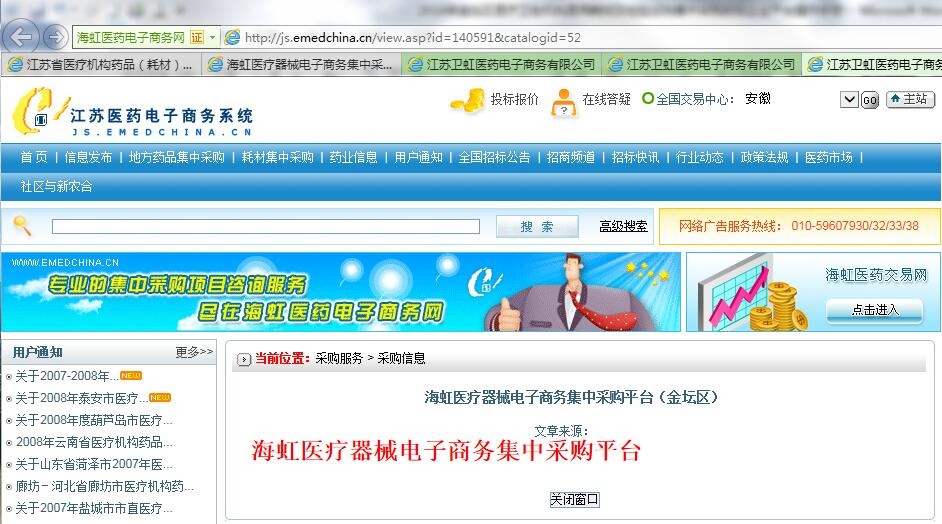 海虹医药电子商务网 证
http://js.emedchina.cn/view.asp?id=140591&catalogid=52
江苏省医疗机构药品（耗材）...
海虹医疗器械电子商务集中采...
江苏卫虹医药电子商务有限公司
江苏卫虹医药电子商务有限公司
江苏卫虹医药电子商务
江苏医药电子商务系统
JS.EMEDCHINA.CN
投标报价
在线答疑
全国交易中心： 安徽
GO
主站
首页 | 信息发布 | 地方药品集中采购 | 耗材集中采购 | 药业信息 | 用户通知 | 全国招标公告 | 招商频道 | 招标快讯 | 行业动态 | 政策法规 | 医药市场 |
社区与新农合
搜 索
高级搜索
网络广告服务热线： 010-59607930/32/33/38
WWW.EMEDCHINA.CN
专业的集中采购项目咨询服务
尽在海虹医药电子商务网
海虹医药交易网
点击进入
用户通知 更多>>
关于2007-2008年... NEW
关于2008年泰安市医疗... NEW
关于2008年度葫芦岛市医疗...
2008年云南省医疗机构药品...
关于山东省菏泽市2007年医...
廊坊－河北省廊坊市医疗机构药...
关于2007年盐城市市直医疗...
当前位置：采购服务 > 采购信息
海虹医疗器械电子商务集中采购平台（金坛区）
文章来源：
海虹医疗器械电子商务集中采购平台
关闭窗口